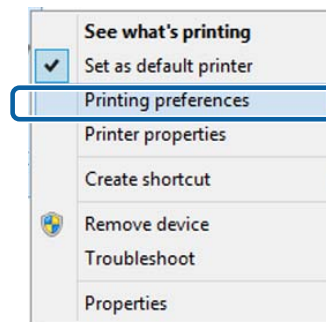 See what's printing
Set as default printer
Printing preferences
Printer properties
Create shortcut
Remove device
Troubleshoot
Properties